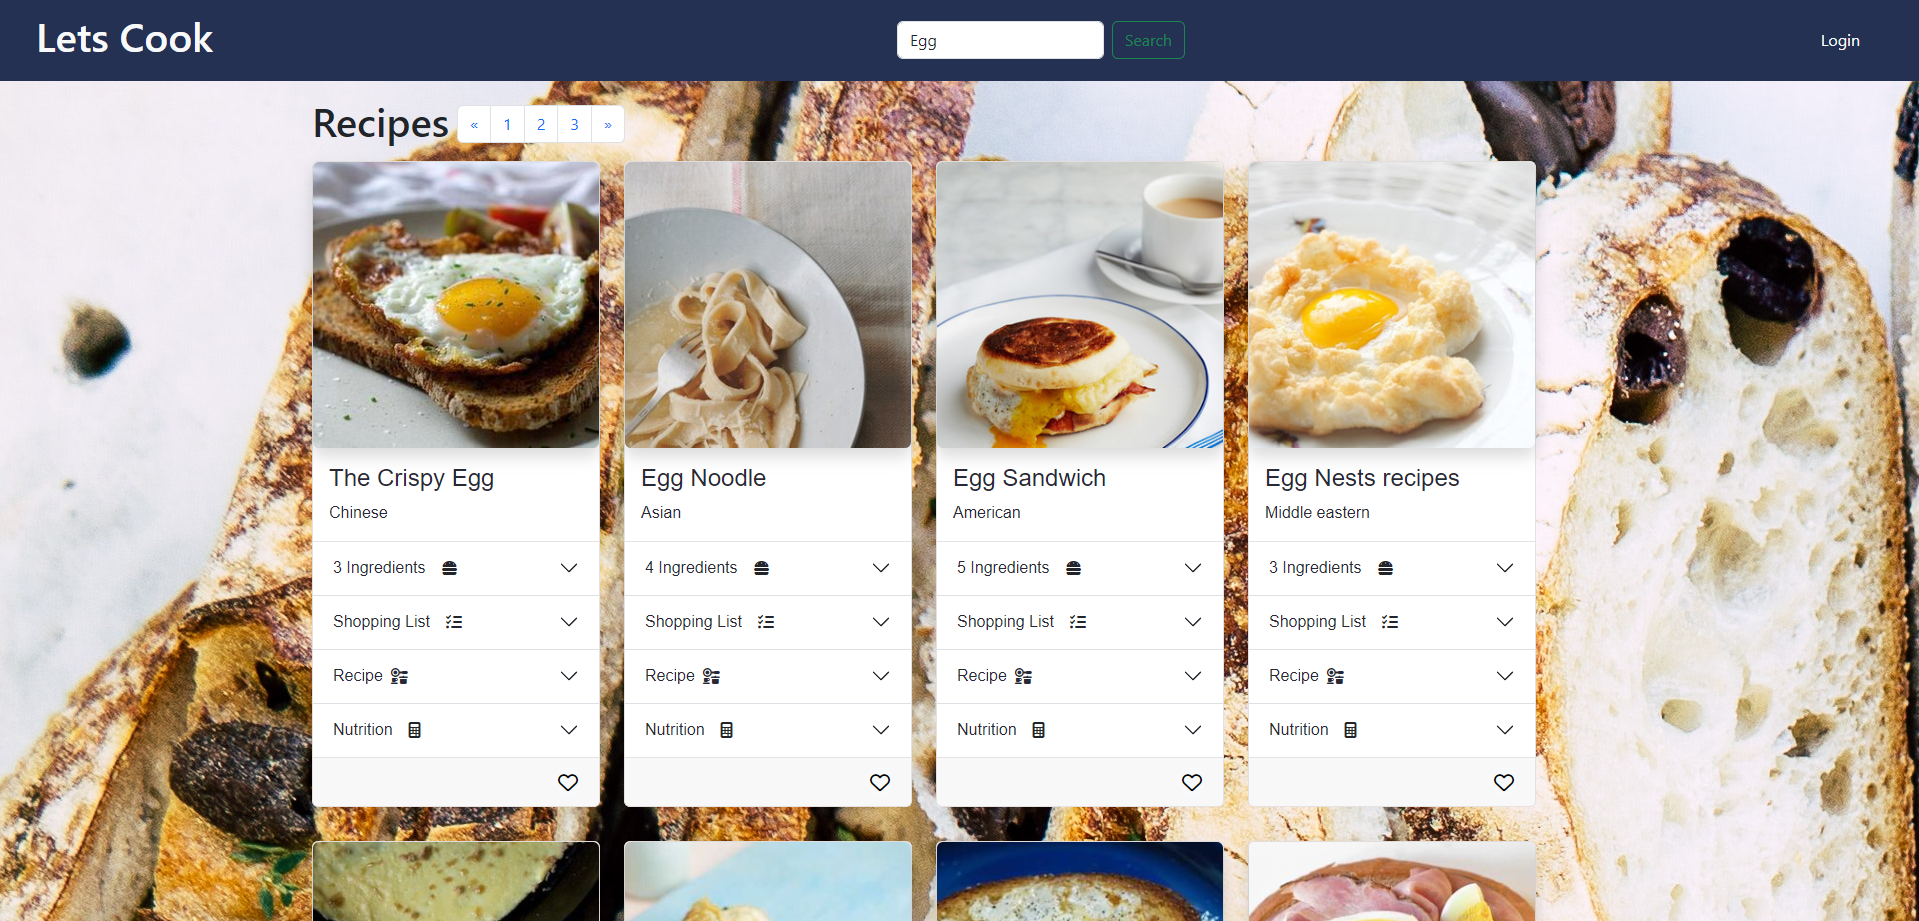 Lets Cook
Egg
Search
Login
Recipes « 1 2 3 »
The Crispy Egg
Chinese
3 Ingredients
Shopping List
Recipe
Nutrition
Egg Noodle
Asian
4 Ingredients
Shopping List
Recipe
Nutrition
Egg Sandwich
American
5 Ingredients
Shopping List
Recipe
Nutrition
Egg Nests recipes
Middle eastern
3 Ingredients
Shopping List
Recipe
Nutrition